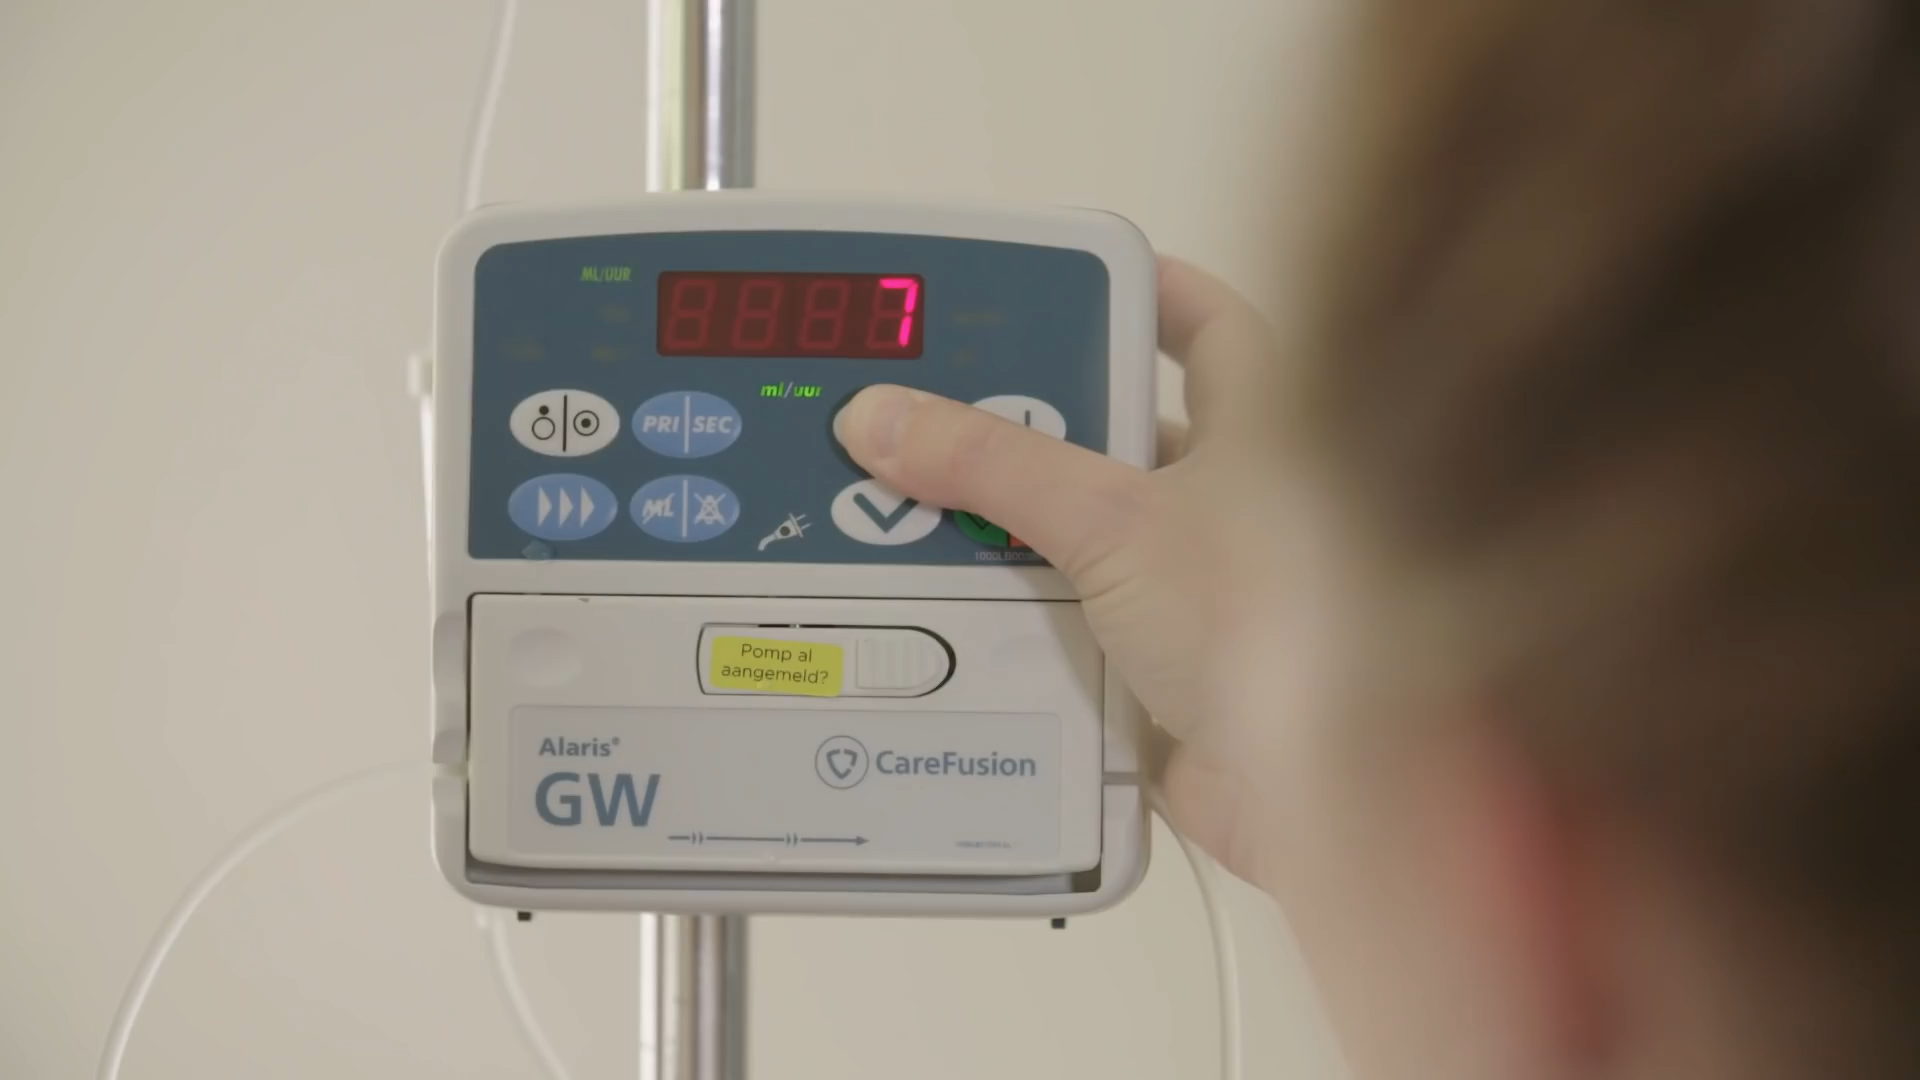 ML/UUR
7
ml/uur
PRI SEC
ML
Pomp al
aangemeld?
Alaris®
GW
CareFusion